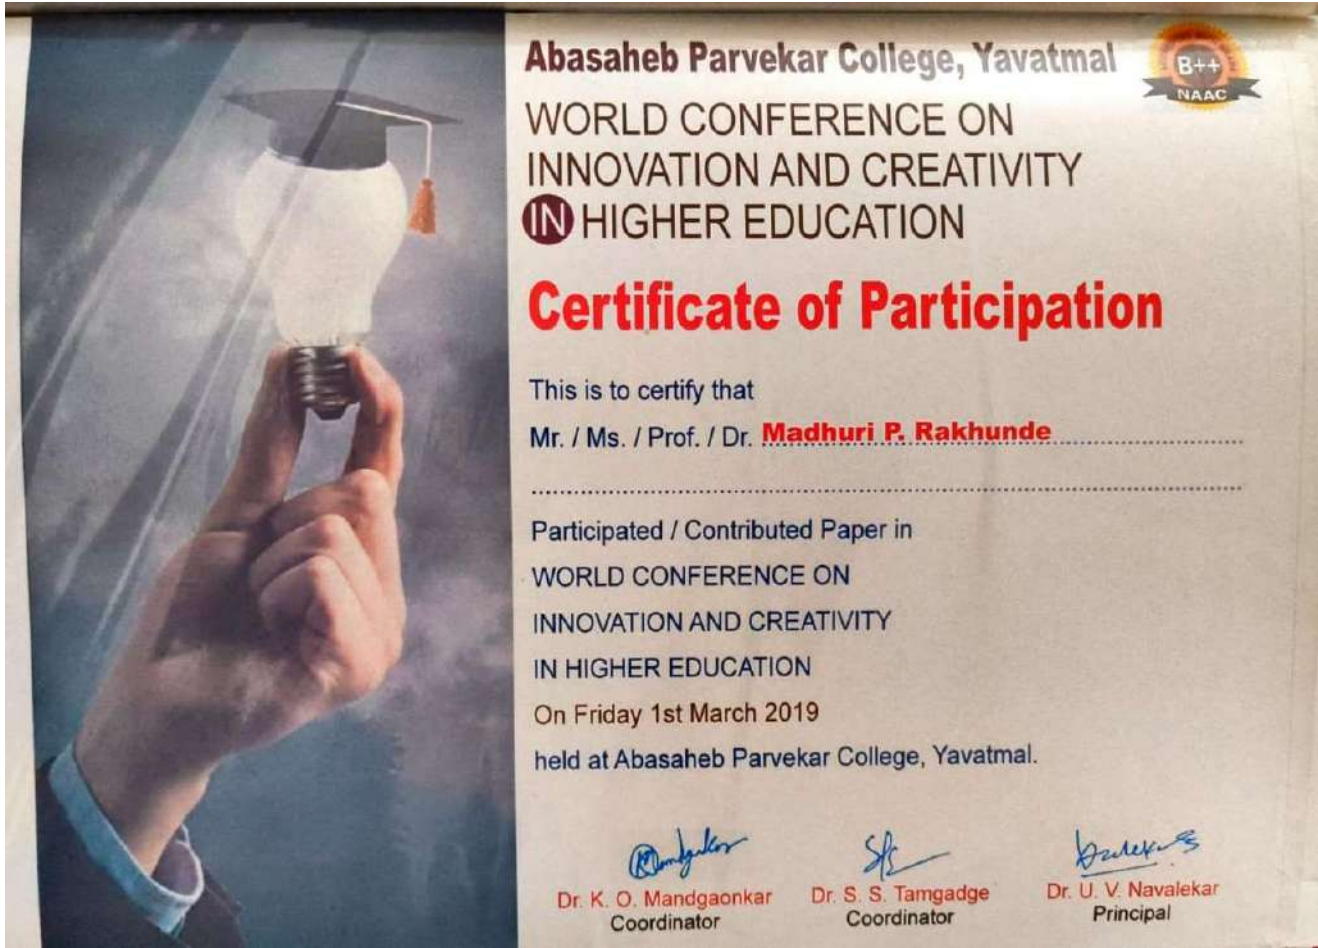 Abasaheb Parvekar College, Yavatmal
B++
NAAC
WORLD CONFERENCE ON
INNOVATION AND CREATIVITY
IN HIGHER EDUCATION
Certificate of Participation
This is to certify that
Mr. / Ms. / Prof. / Dr. Madhuri P. Rakhunde
Participated / Contributed Paper in
WORLD CONFERENCE ON
INNOVATION AND CREATIVITY
IN HIGHER EDUCATION
On Friday 1st March 2019
held at Abasaheb Parvekar College, Yavatmal.
Dr. K. O. Mandgaonkar Dr. S. S. Tamgadge Dr. U. V. Navalekar
Coordinator Coordinator Principal